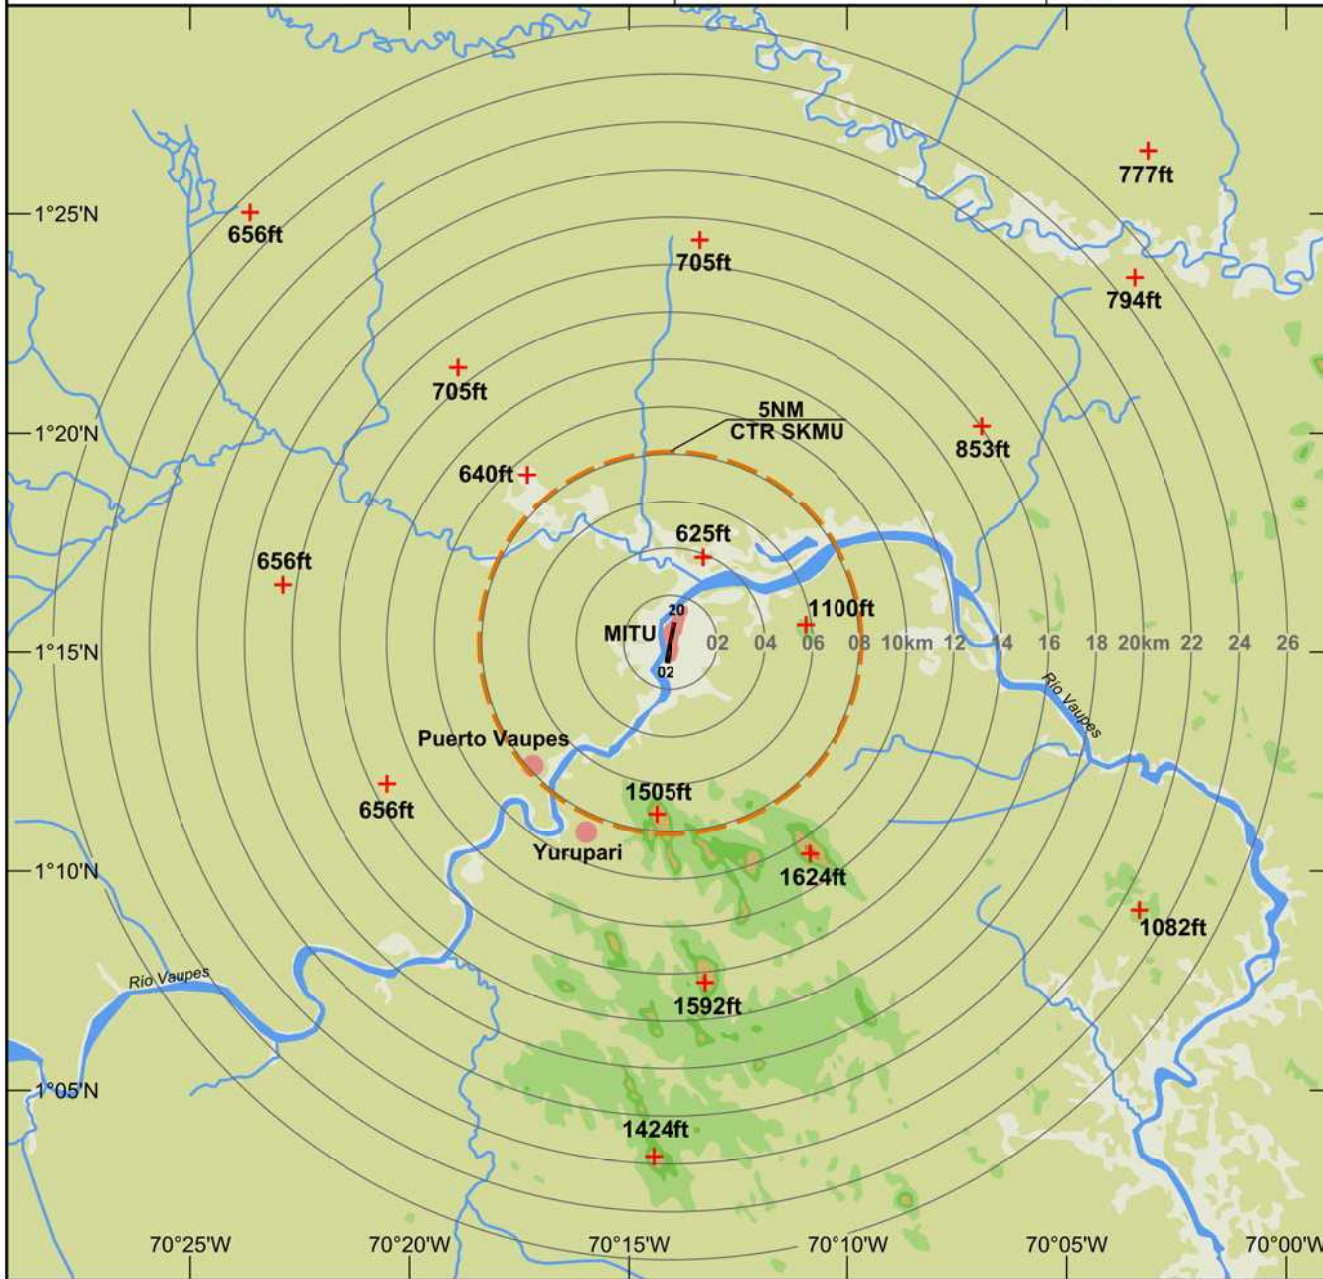 777ft
1°25'N
656ft
705ft
794ft
705ft
5NM
CTR SKMU
1°20'N
853ft
640ft
625ft
656ft
1100ft
20
MITU
02 04 06 08 10km 12 14 16 18 20km 22 24 26
1°15'N
02
Rio Vaupes
Puerto Vaupes
1505ft
656ft
Yurupari
1°10'N
1624ft
1082ft
Rio Vaupes
1592ft
1°05'N
1424ft
70°25'W 70°20'W 70°15'W 70°10'W 70°05'W 70°00'W